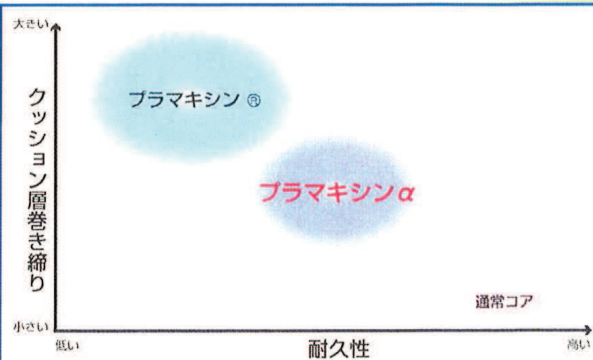 大きい
クッション層巻き締り
プラマキシン®
プラマキシンα
通常コア
小さい
低い
耐久性
高い